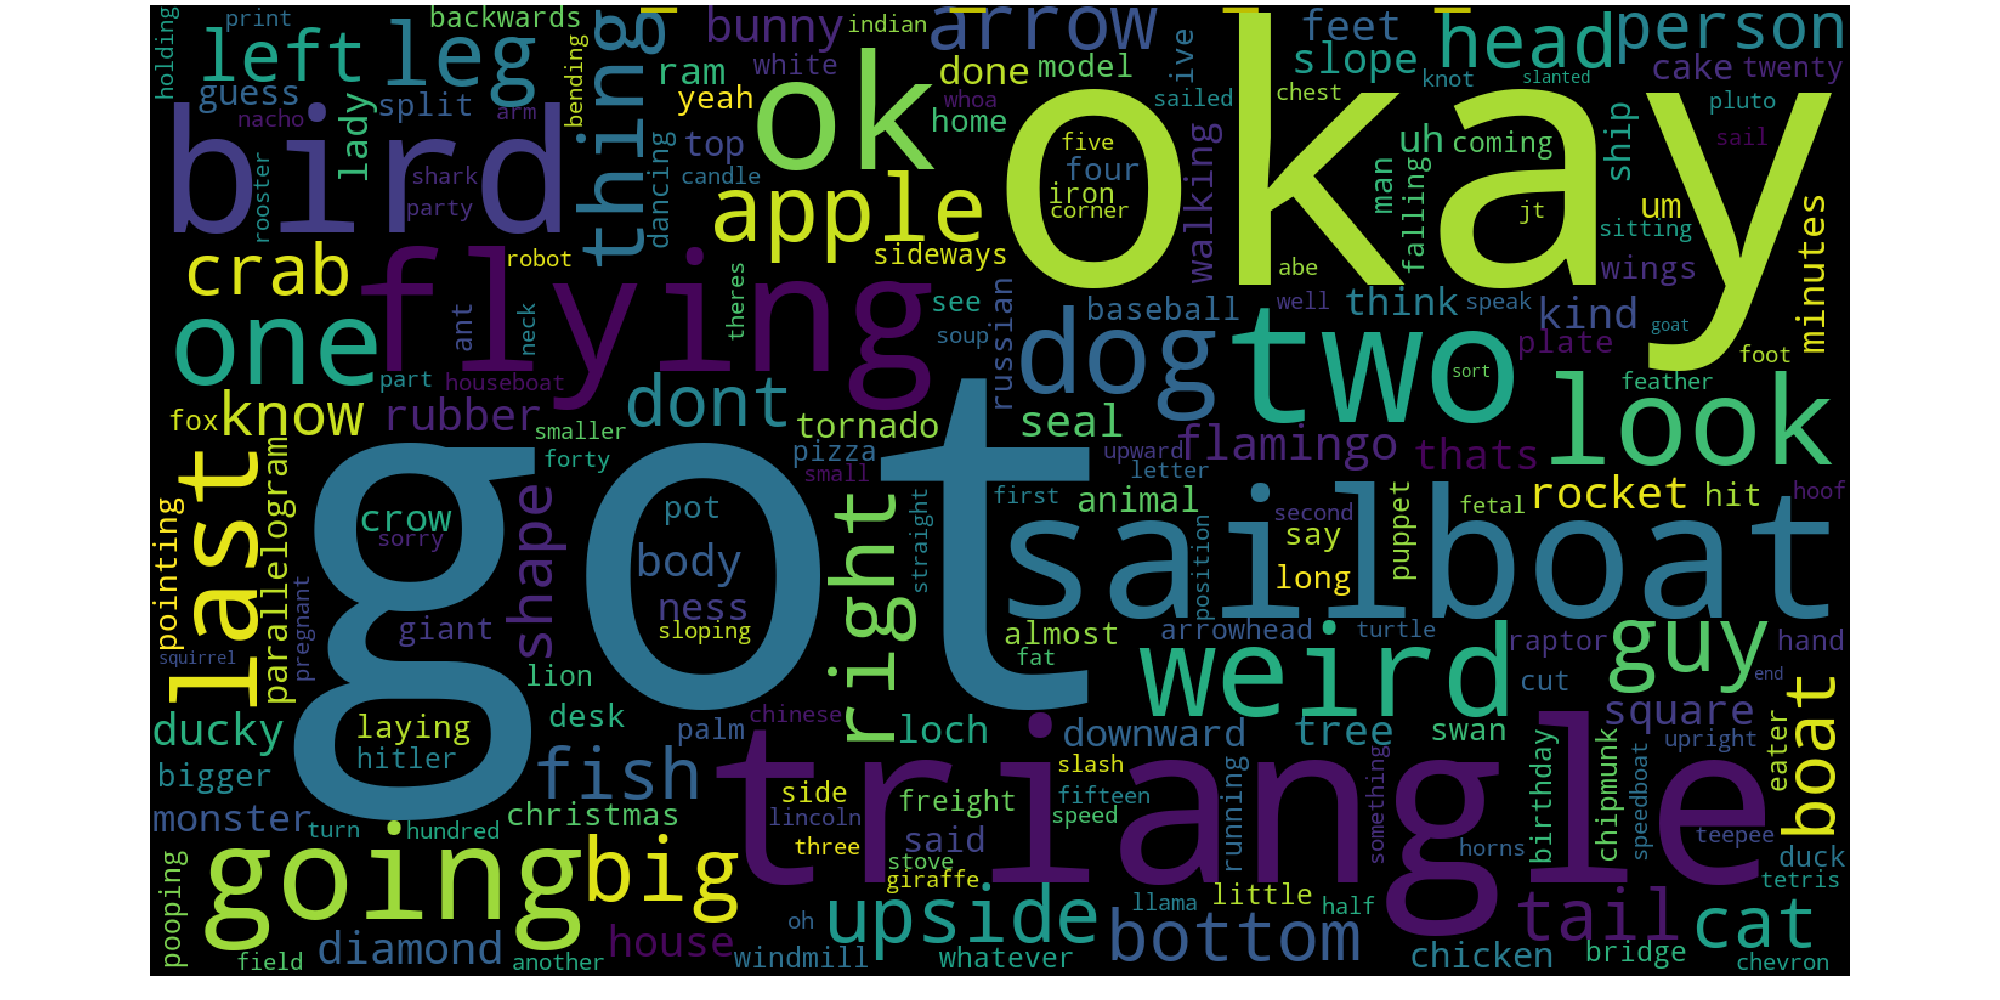 holding
print
backwards
bunny
indian
arrow
feet
head
person
left
leg
thing
bending
ram
white
done
model
sailed
ive
slope
knot
slanted
cake
twenty
guess
split
yeah
ok
whoa
home
okay
chest
pluto
nacho
arm
lady
bird
top
five
four
uh
coming
ship
sail
rooster
shark
party
dancing
candle
apple
iron
corner
walking
man
falling
jt
um
sitting
minutes
crab
flying
robot
theres
sideways
abe
wings
one
ant
neck
see
soup
russian
baseball
dog
well
two
think
speak
kind
goat
plate
foot
part
houseboat
sort
feather
look
fox
know
rubber
smaller
dont
tornado
seal
flamingo
thats
last
parallelogram
forty
pizza
small
upward
letter
pointing
crow
sorry
shape
got
pot
right
straight
first
animal
sailboat
second
say
puppet
fetal
rocket
hit
hoof
pregnant
body
position
long
squirrel
giant
ness
sloping
almost
fat
arrowhead
turtle
weird
raptor
guy
hand
end
lion
cut
boat
ducky
laying
desk
palm
chinese
loch
downward
tree
swan
square
upright
eater
bigger
hitler
fish
triangle
slash
running
something
birthday
chipmunk
speedboat
monster
turn
hundred
christmas
side
lincoln
freight
fifteen
speed
teepee
pooping
going
big
three
said
stove
giraffe
horns
duck
tetris
field
diamond
another
house
oh
windmill
upside
whatever
bottom
llama
little
half
chicken
tail
bridge
cat
chevron